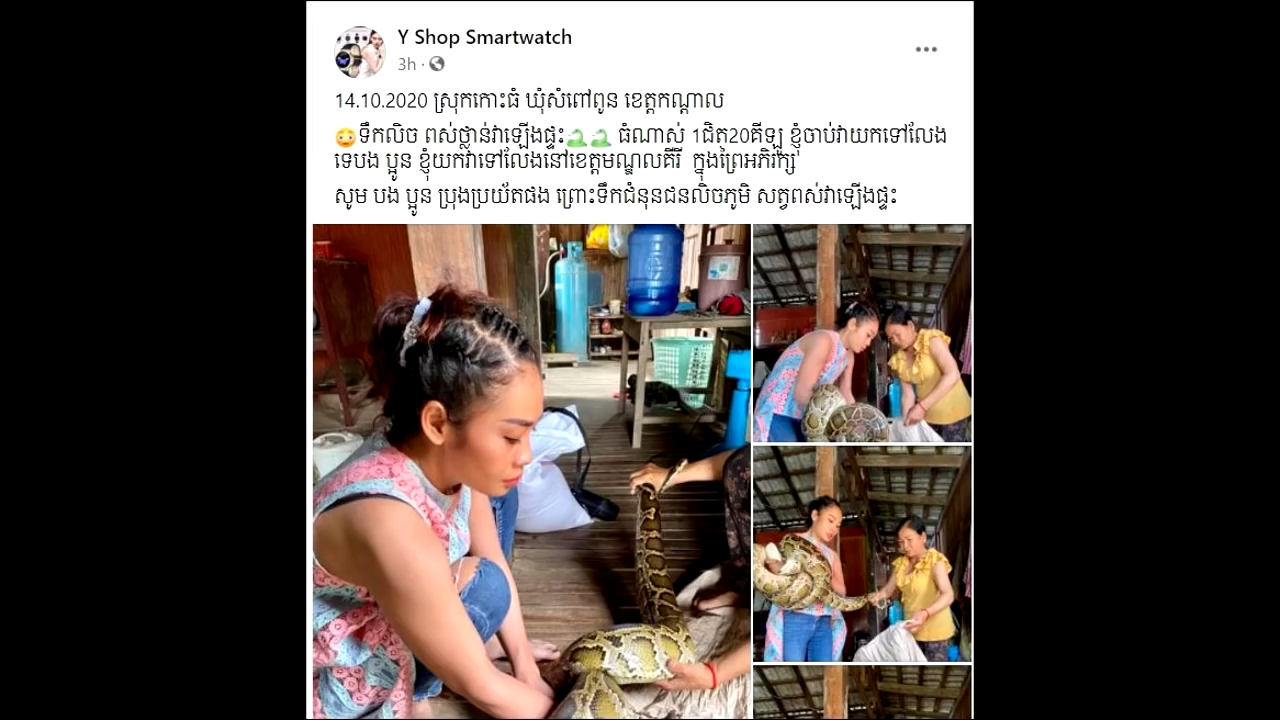 Y Shop Smartwatch
3h
14.10.2020 ស្រុកកោះធំ ឃុំសំពៅពូន ខេត្តកណ្តាល
😳ទឹកលិច ពស់ថ្លាន់វាឡើងផ្ទះ🐍🐍 ធំណាស់ 1ជិត20គីឡូ ខ្ញុំចាប់វាយកទៅលែង
ទេបង ប្អូន ខ្ញុំយកវាទៅលែងនៅខេត្តមណ្ឌលគីរី ក្នុងព្រៃអភិរក្ស
សូម បង ប្អូន ប្រុងប្រយ័តផង ព្រោះទឹកជំនុនជនលិចភូមិ សត្វពស់វាឡើងផ្ទះ